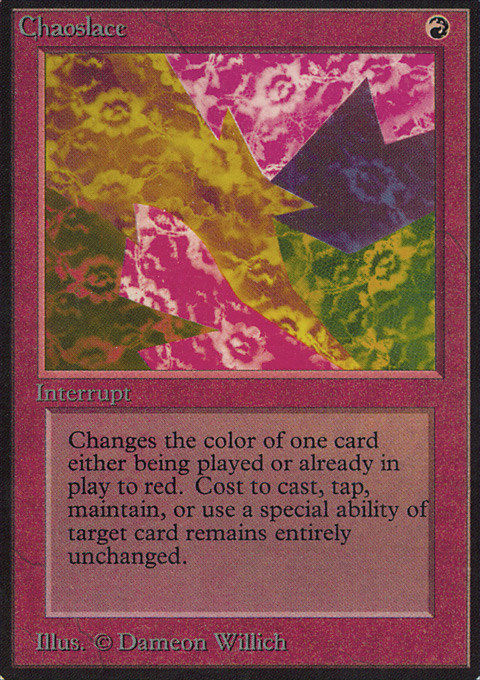 Chaoslace
Interrupt
Changes the color of one card
either being played or already in
play to red. Cost to cast, tap,
maintain, or use a special ability of
target card remains entirely
unchanged.
Illus. © Dameon Willich